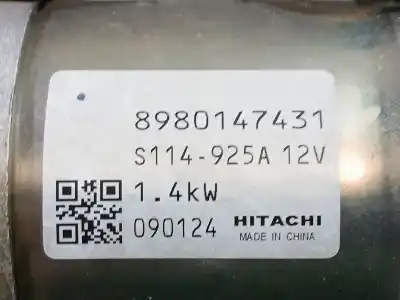 8980147431
S114-925A 12V
1.4kW
090124 HITACHI
MADE IN CHINA